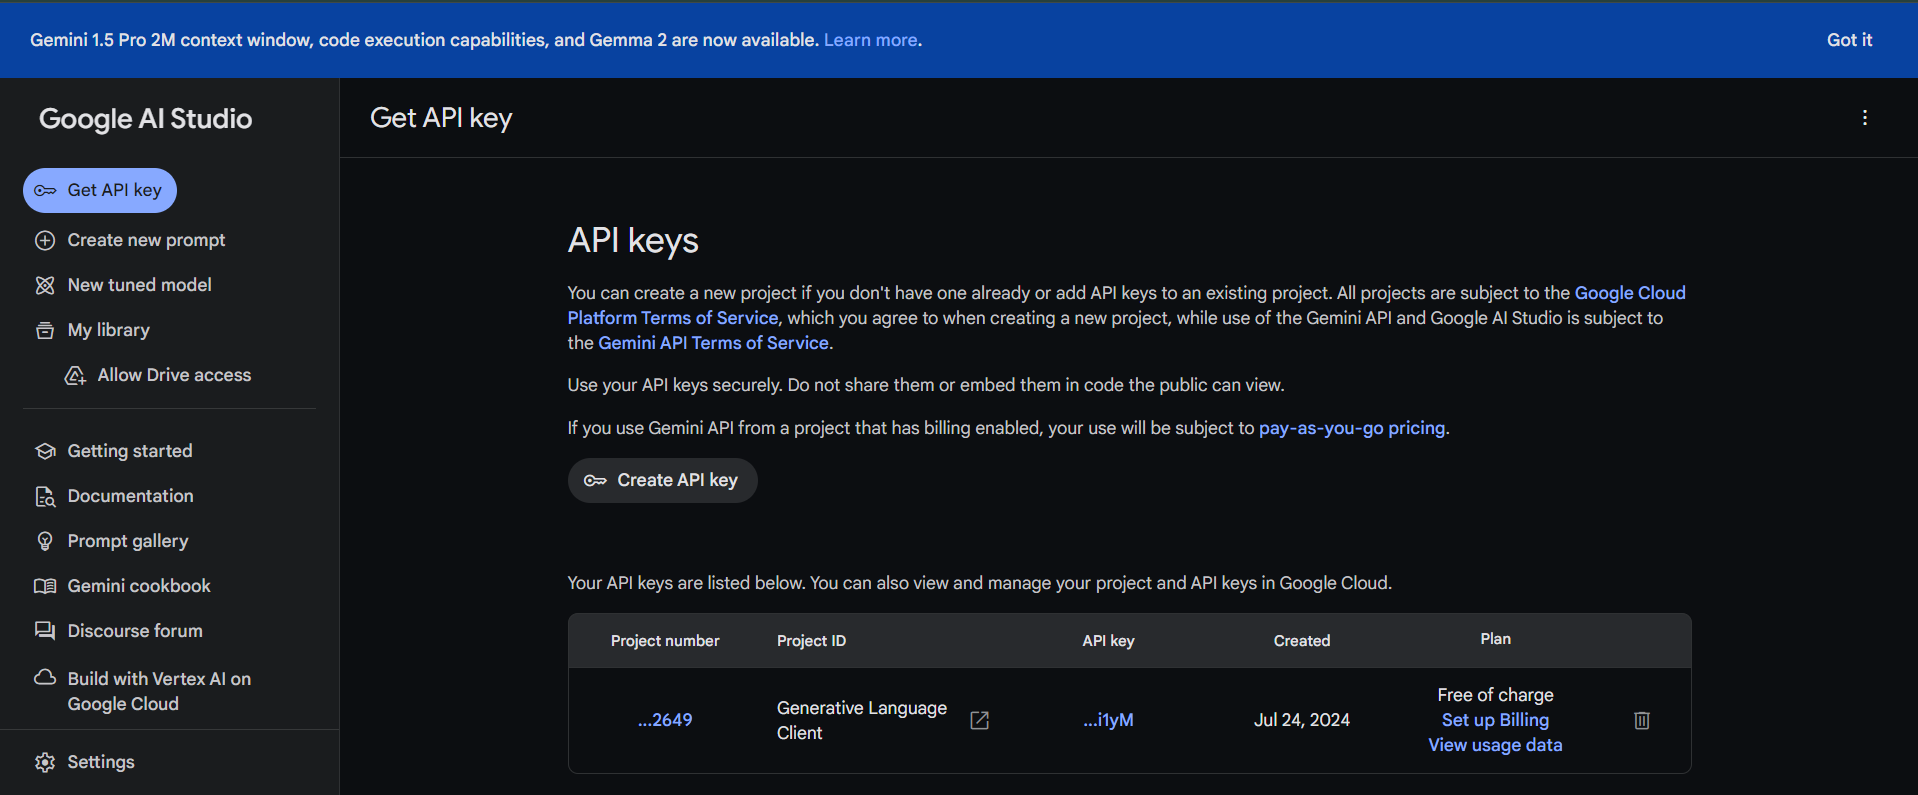 Gemini 1.5 Pro 2M context window, code execution capabilities, and Gemma 2 are now available. Learn more.
Got it
Google AI Studio
Get API key
Create new prompt
New tuned model
My library
Allow Drive access
Getting started
Documentation
Prompt gallery
Gemini cookbook
Discourse forum
Build with Vertex AI on
Google Cloud
Settings
Get API key
API keys
You can create a new project if you don't have one already or add API keys to an existing project. All projects are subject to the Google Cloud
Platform Terms of Service, which you agree to when creating a new project, while use of the Gemini API and Google AI Studio is subject to
the Gemini API Terms of Service.
Use your API keys securely. Do not share them or embed them in code the public can view.
If you use Gemini API from a project that has billing enabled, your use will be subject to pay-as-you-go pricing.
Create API key
Your API keys are listed below. You can also view and manage your project and API keys in Google Cloud.
Project number Project ID API key Created Plan
...2649
Generative Language
Client
...i1yM
Jul 24, 2024
Free of charge
Set up Billing
View usage data